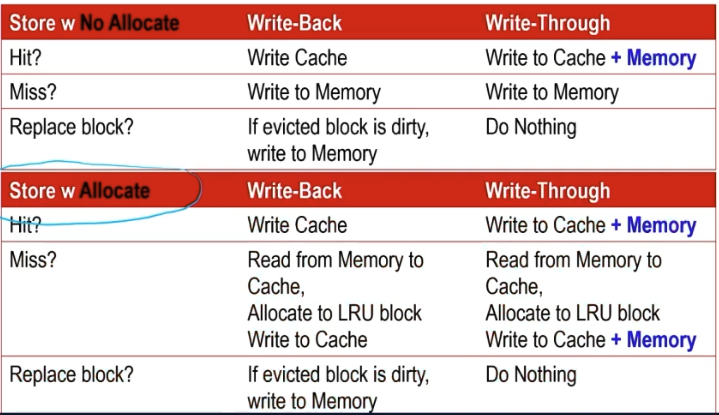 Store w No Allocate Write-Back Write-Through
Hit? Write Cache Write to Cache + Memory
Miss? Write to Memory Write to Memory
Replace block? If evicted block is dirty, Do Nothing
write to Memory
Store w Allocate Write-Back Write-Through
Hit? Write Cache Write to Cache + Memory
Miss? Read from Memory to Read from Memory to
Cache, Cache,
Allocate to LRU block Allocate to LRU block
Write to Cache Write to Cache + Memory
Replace block? If evicted block is dirty, Do Nothing
write to Memory